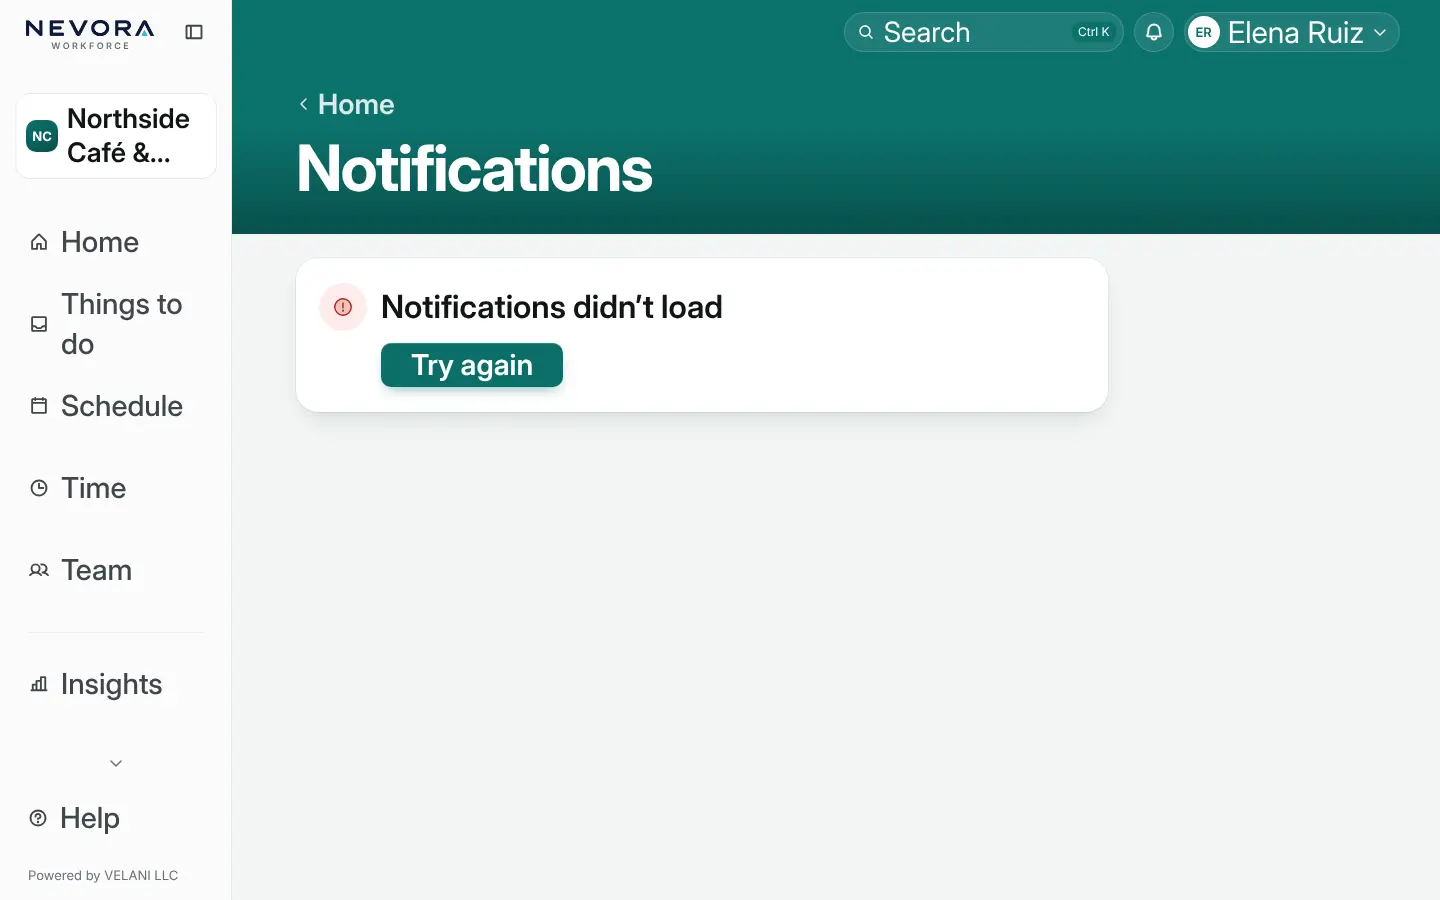 NEVORA
WORKFORCE
Search
Ctrl K
ER
Elena Ruiz
NC
Northside
Café &...
Home
Notifications
Home
Things to
do
Schedule
Time
Team
Insights
Help
Powered by VELANI LLC
Notifications didn’t load
Try again